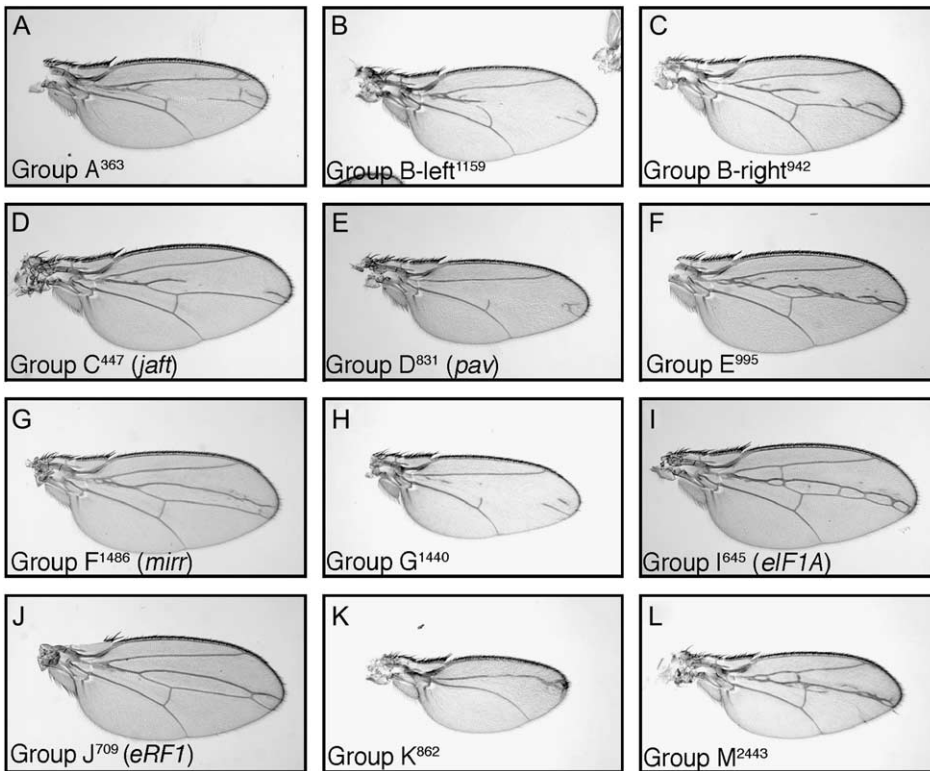 A
Group A363
B
Group B-left1159
C
Group B-right942
D
Group C447 (jaft)
E
Group D831 (pav)
F
Group E995
G
Group F1486 (mirr)
H
Group G1440
I
Group I645 (eIF1A)
J
Group J709 (eRF1)
K
Group K862
L
Group M2443